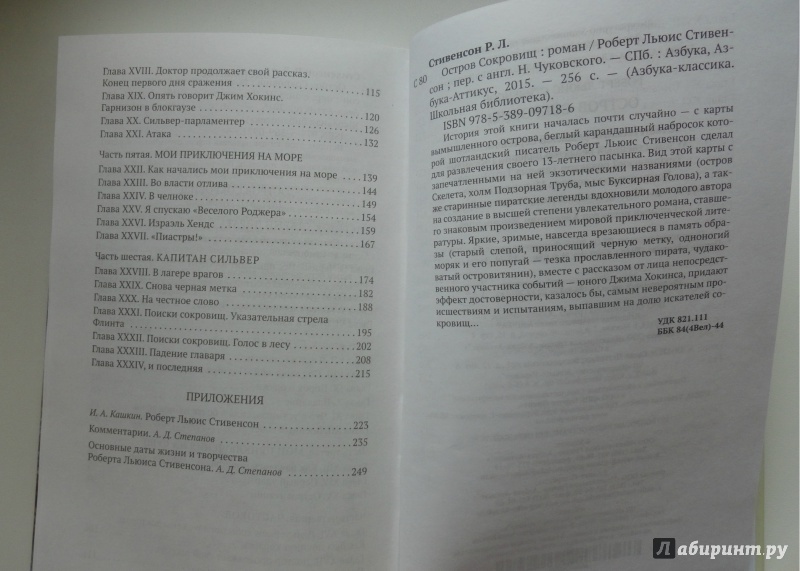 Глава XVIII. Доктор продолжает свой рассказ.
Конец первого дня сражения ........................ 115
Глава XIX. Опять говорит Джим Хокинс.
Гарнизон в блокгаузе ........................ 120
Глава XX. Сильвер-парламентер ........................ 126
Глава XXI. Атака ........................ 132
Часть пятая. МОИ ПРИКЛЮЧЕНИЯ НА МОРЕ
Глава XXII. Как начались мои приключения на море ... 139
Глава XXIII. Во власти отлива ........................ 144
Глава XXIV. В челноке ........................ 149
Глава XXV. Я спускаю «Веселого Роджера» ............ 154
Глава XXVI. Израэль Хендс ........................ 159
Глава XXVII. «Пиастры!» ........................ 167
Часть шестая. КАПИТАН СИЛЬВЕР
Глава XXVIII. В лагере врагов ........................ 174
Глава XXIX. Снова черная метка ........................ 182
Глава XXX. На честное слово ........................ 188
Глава XXXI. Поиски сокровищ. Указательная стрела
Флинта ........................ 195
Глава XXXII. Поиски сокровищ. Голос в лесу ............ 202
Глава XXXIII. Падение главаря ........................ 208
Глава XXXIV, и последняя ........................ 215
ПРИЛОЖЕНИЯ
И. А. Кашкин. Роберт Льюис Стивенсон ............ 223
Комментарии. А. Д. Степанов ........................ 235
Основные даты жизни и творчества
Роберта Льюиса Стивенсона. А. Д. Степанов ............ 249
Стивенсон Р. Л.
С 80 Остров Сокровищ : роман / Роберт Льюис Стивен-
сон ; пер. с англ. Н. Чуковского. — СПб. : Азбука, Аз-
бука-Аттикус, 2015. — 256 с. — (Азбука-классика.
Школьная библиотека).
ISBN 978-5-389-09718-6
История этой книги началась почти случайно — с карты
вымышленного острова, беглый карандашный набросок кото-
рой шотландский писатель Роберт Льюис Стивенсон сделал
для развлечения своего 13-летнего пасынка. Вид этой карты с
запечатленными на ней экзотическими названиями (остров
Скелета, холм Подзорная Труба, мыс Буксирная Голова), а так-
же старинные пиратские легенды вдохновили молодого автора
на создание в высшей степени увлекательного романа, ставше-
го знаковым произведением мировой приключенческой лите-
ратуры. Яркие, зримые, навсегда врезающиеся в память обра-
зы (старый слепой, приносящий черную метку, одноногий
моряк и его попугай — тезка прославленного пирата, чудако-
ватый островитянин), вместе с рассказом от лица непосредст-
венного участника событий — юного Джима Хокинса, придают
эффект достоверности, казалось бы, самым невероятным про-
исшествиям и испытаниям, выпавшим на долю искателей со-
кровищ...
УДК 821.111
ББК 84(4Вел)-44
Лабиринт.ру